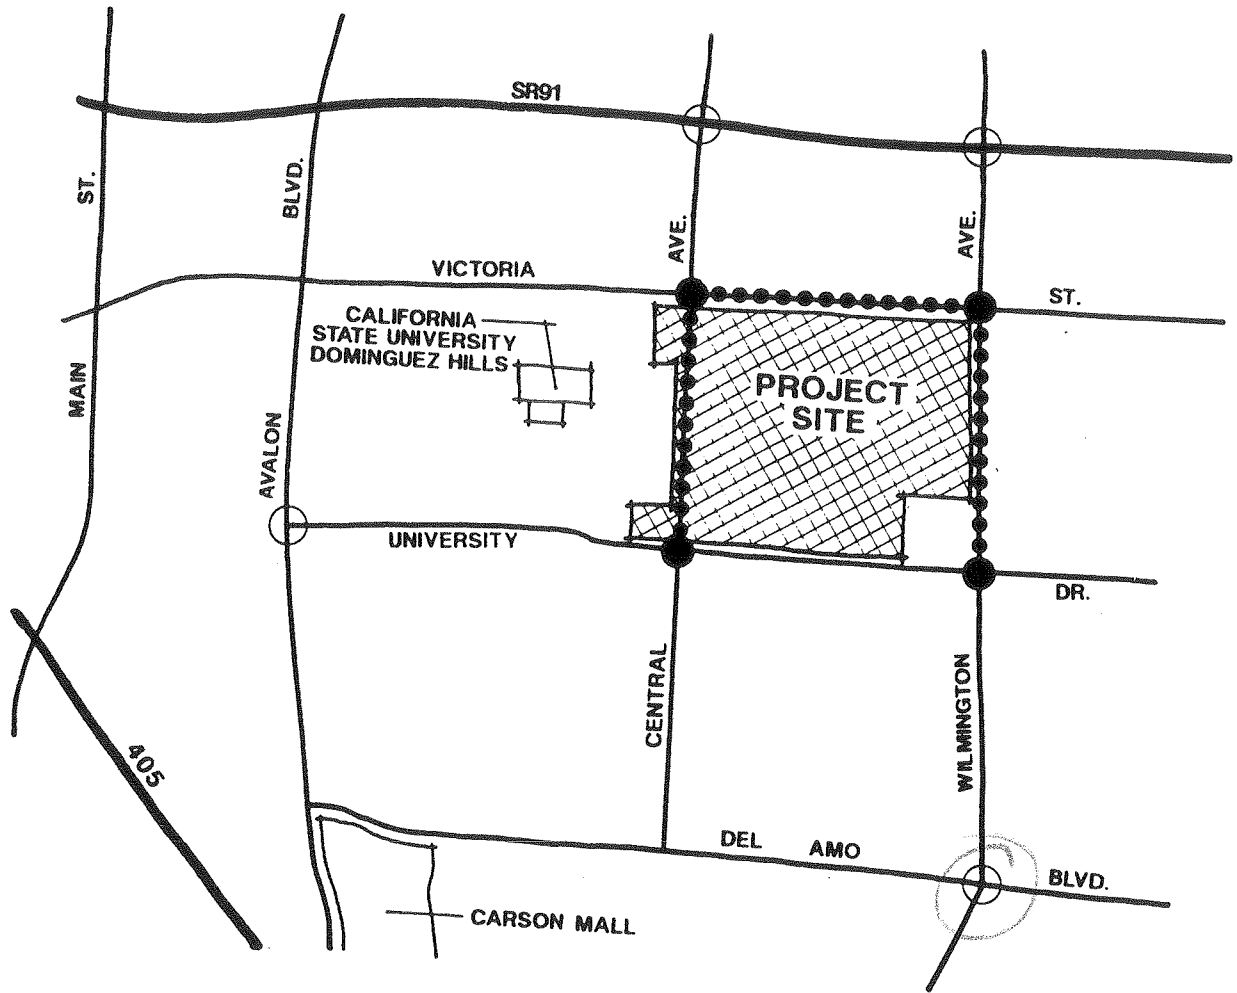 SR91
ST.
BLVD.
AVE.
AVE.
VICTORIA
ST.
CALIFORNIA
STATE UNIVERSITY
DOMINGUEZ HILLS
PROJECT
SITE
MAIN
AVALON
UNIVERSITY
DR.
CENTRAL
WILMINGTON
405
DEL AMO
BLVD.
CARSON MALL